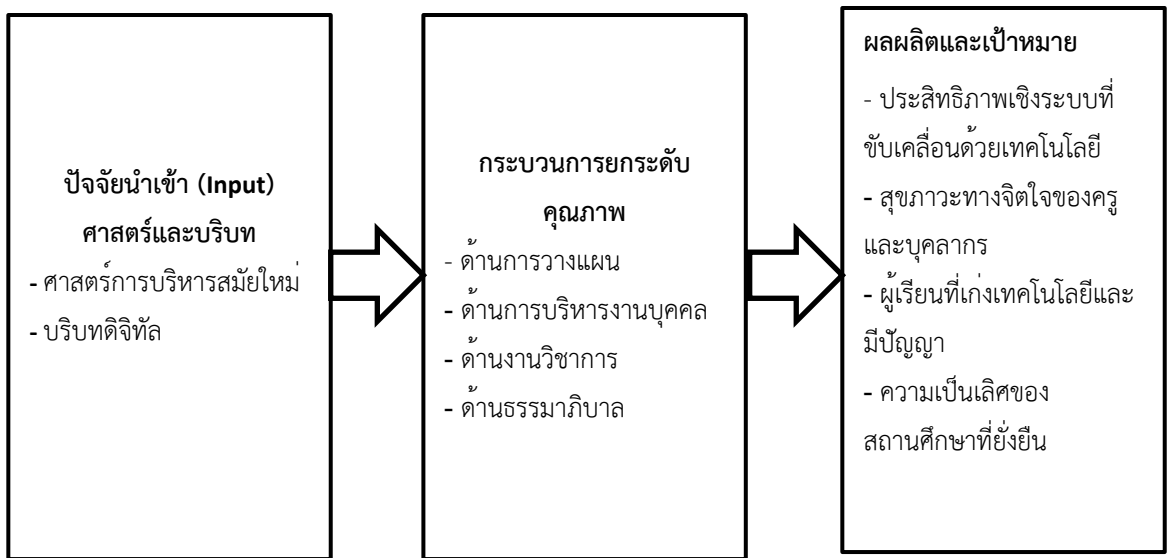 ปัจจัยนำเข้า (Input)
ศาสตร์และบริบท
- ศาสตร์การบริหารสมัยใหม่
- บริบทดิจิทัล
กระบวนการยกระดับ
คุณภาพ
- ด้านการวางแผน
- ด้านการบริหารงานบุคคล
- ด้านงานวิชาการ
- ด้านธรรมาภิบาล
ผลผลิตและเป้าหมาย
- ประสิทธิภาพเชิงระบบที่
ขับเคลื่อนด้วยเทคโนโลยี
- สุขภาวะทางจิตใจของครู
และบุคลากร
- ผู้เรียนที่เก่งเทคโนโลยีและ
มีปัญญา
- ความเป็นเลิศของ
สถานศึกษาที่ยั่งยืน